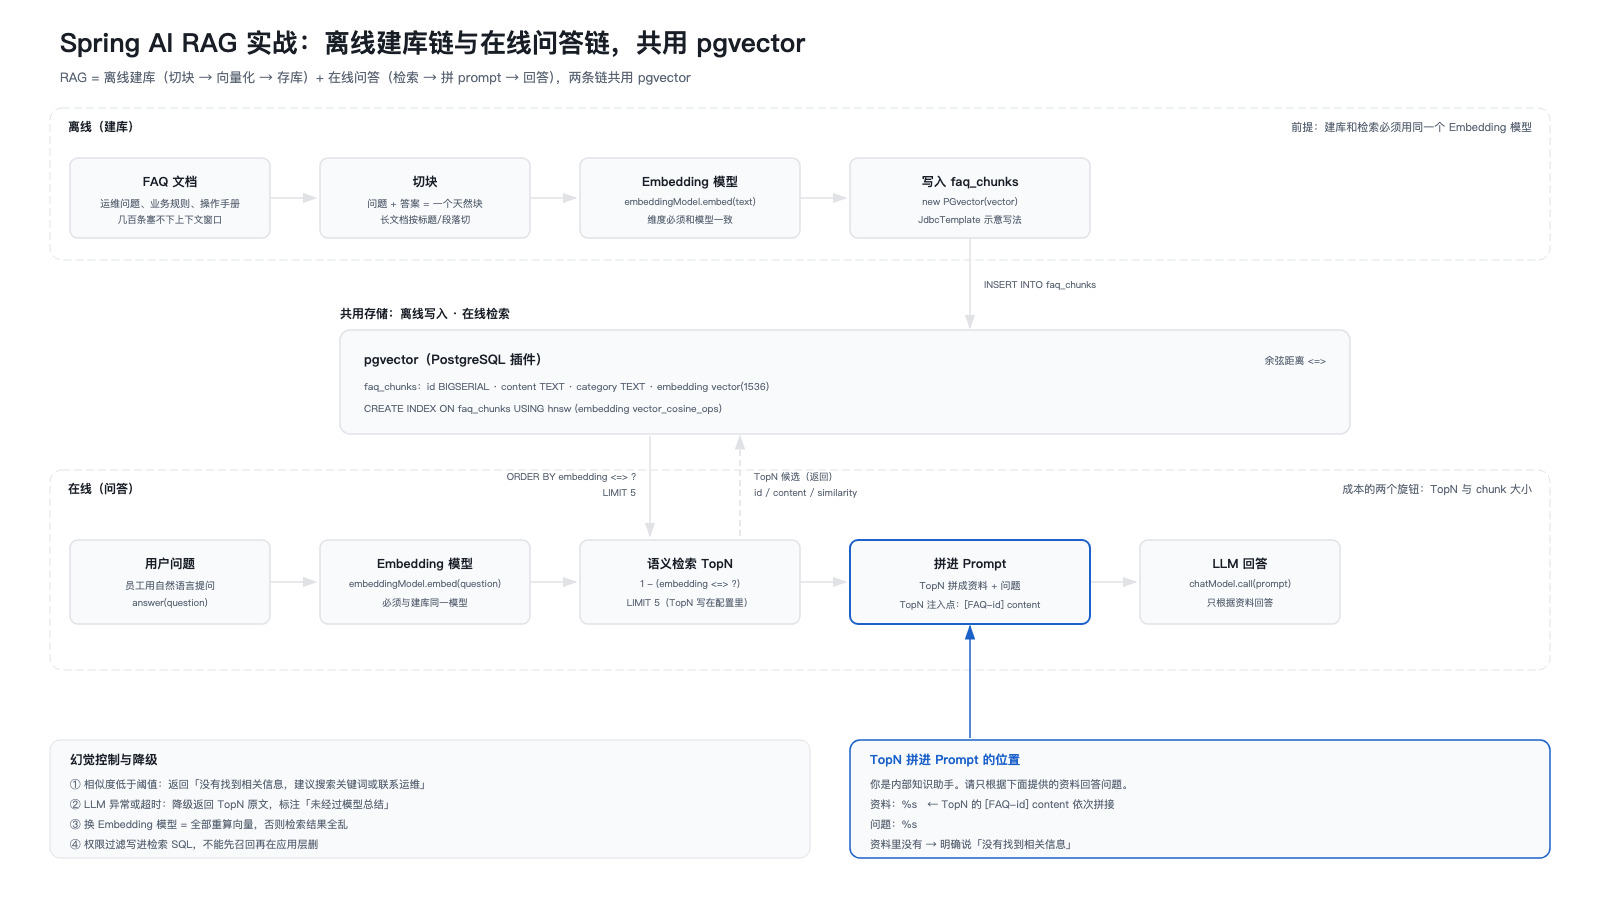 Spring AI RAG 实战：离线建库链与在线问答链，共用 pgvector
RAG = 离线建库（切块 → 向量化 → 存库）+ 在线问答（检索 → 拼 prompt → 回答），两条链共用 pgvector
离线（建库）
前提：建库和检索必须用同一个 Embedding 模型
FAQ 文档
运维问题、业务规则、操作手册
几百条塞不下上下文窗口
切块
问题 + 答案 = 一个天然块
长文档按标题/段落切
Embedding 模型
embeddingModel.embed(text)
维度必须和模型一致
写入 faq_chunks
new PGvector(vector)
JdbcTemplate 示意写法
INSERT INTO faq_chunks
共用存储：离线写入 · 在线检索
pgvector（PostgreSQL 插件）
余弦距离 <=>
faq_chunks：id BIGSERIAL · content TEXT · category TEXT · embedding vector(1536)
CREATE INDEX ON faq_chunks USING hnsw (embedding vector_cosine_ops)
ORDER BY embedding <=> ?
LIMIT 5
TopN 候选（返回）
id / content / similarity
在线（问答）
成本的两个旋钮：TopN 与 chunk 大小
用户问题
员工用自然语言提问
answer(question)
Embedding 模型
embeddingModel.embed(question)
必须与建库同一模型
语义检索 TopN
1 − (embedding <=> ?)
LIMIT 5（TopN 写在配置里）
拼进 Prompt
TopN 拼成资料 + 问题
TopN 注入点：[FAQ-id] content
LLM 回答
chatModel.call(prompt)
只根据资料回答
幻觉控制与降级
① 相似度低于阈值：返回「没有找到相关信息，建议搜索关键词或联系运维」
② LLM 异常或超时：降级返回 TopN 原文，标注「未经过模型总结」
③ 换 Embedding 模型 = 全部重算向量，否则检索结果全乱
④ 权限过滤写进检索 SQL，不能先召回再在应用层删
TopN 拼进 Prompt 的位置
你是内部知识助手。请只根据下面提供的资料回答问题。
资料：%s ← TopN 的 [FAQ-id] content 依次拼接
问题：%s
资料里没有 → 明确说「没有找到相关信息」